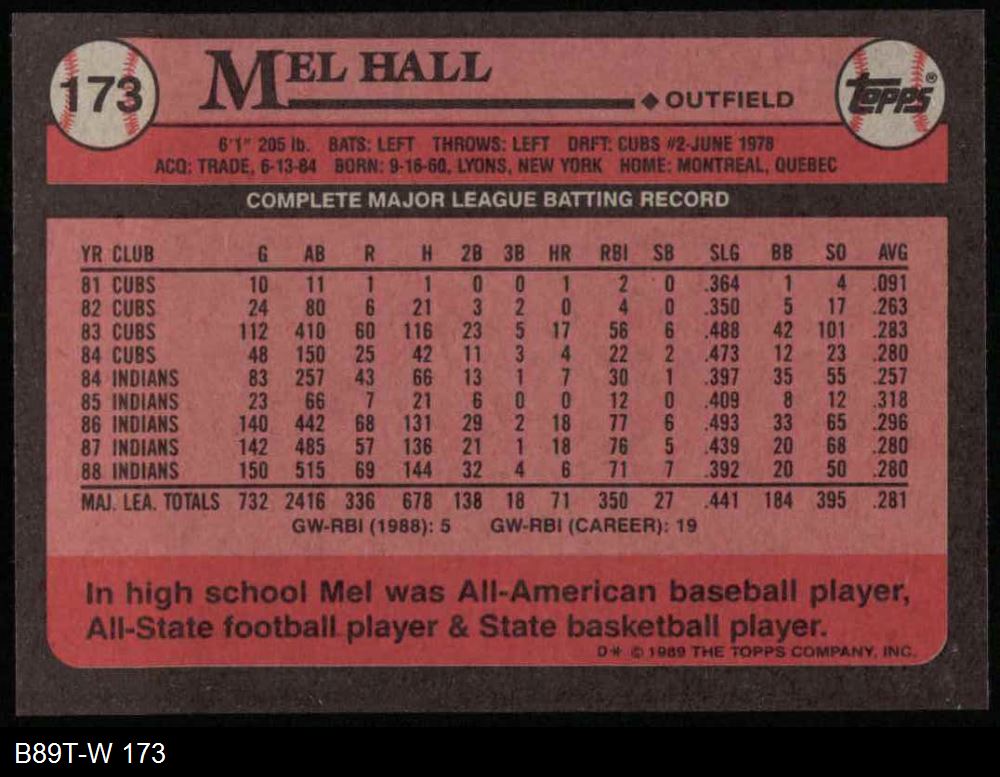 173
MEL HALL
◆ OUTFIELD
TOPPS®
6'1" 205 lb. BATS: LEFT THROWS: LEFT DRFT: CUBS #2-JUNE 1978
ACQ: TRADE, 6-13-84 BORN: 9-16-60, LYONS, NEW YORK HOME: MONTREAL, QUEBEC
COMPLETE MAJOR LEAGUE BATTING RECORD
YR CLUB G AB R H 2B 3B HR RBI SB SLG BB SO AVG
81 CUBS 10 11 1 1 0 0 1 2 0 .364 1 4 .091
82 CUBS 24 80 6 21 3 2 0 4 0 .350 5 17 .263
83 CUBS 112 410 60 116 23 5 17 56 6 .488 42 101 .283
84 CUBS 48 150 25 42 11 3 4 22 2 .473 12 23 .280
84 INDIANS 83 257 43 66 13 1 7 30 1 .397 35 55 .257
85 INDIANS 23 66 7 21 6 0 0 12 0 .409 8 12 .318
86 INDIANS 140 442 68 131 29 2 18 77 6 .493 33 65 .296
87 INDIANS 142 485 57 136 21 1 18 76 5 .439 20 68 .280
88 INDIANS 150 515 69 144 32 4 6 71 7 .392 20 50 .280
MAJ. LEA. TOTALS 732 2416 336 678 138 18 71 350 27 .441 184 395 .281
GW-RBI (1988): 5 GW-RBI (CAREER): 19
In high school Mel was All-American baseball player,
All-State football player & State basketball player.
D* © 1989 THE TOPPS COMPANY, INC.
B89T-W 173